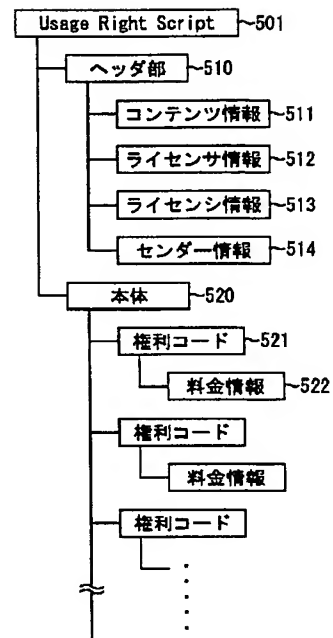 Usage Right Script ~501
ヘッダ部 ~510
コンテンツ情報 ~511
ライセンサ情報 ~512
ライセンシ情報 ~513
センダー情報 ~514
本体 ~520
権利コード ~521
料金情報 ~522
権利コード
料金情報
権利コード